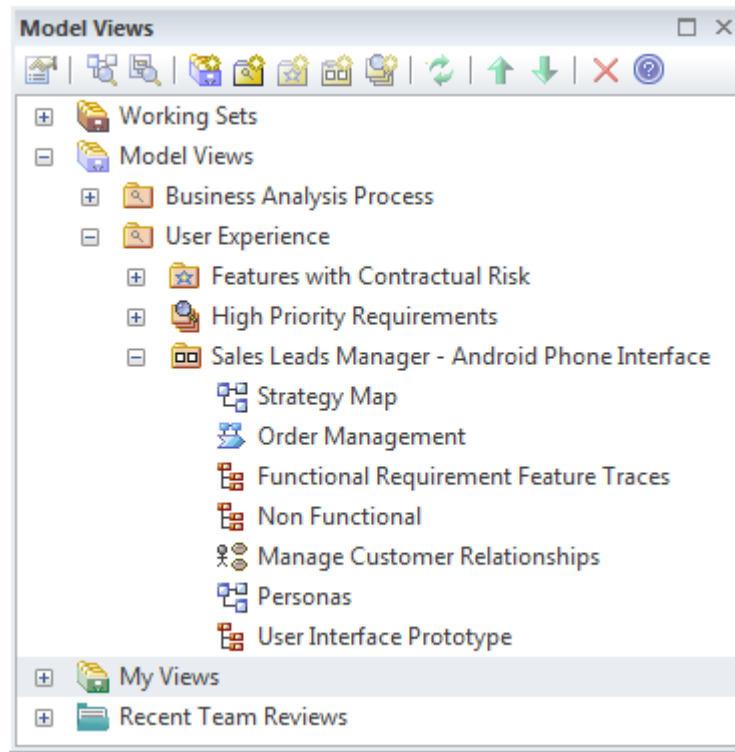 Model Views
Working Sets
Model Views
Business Analysis Process
User Experience
Features with Contractual Risk
High Priority Requirements
Sales Leads Manager - Android Phone Interface
Strategy Map
Order Management
Functional Requirement Feature Traces
Non Functional
Manage Customer Relationships
Personas
User Interface Prototype
My Views
Recent Team Reviews